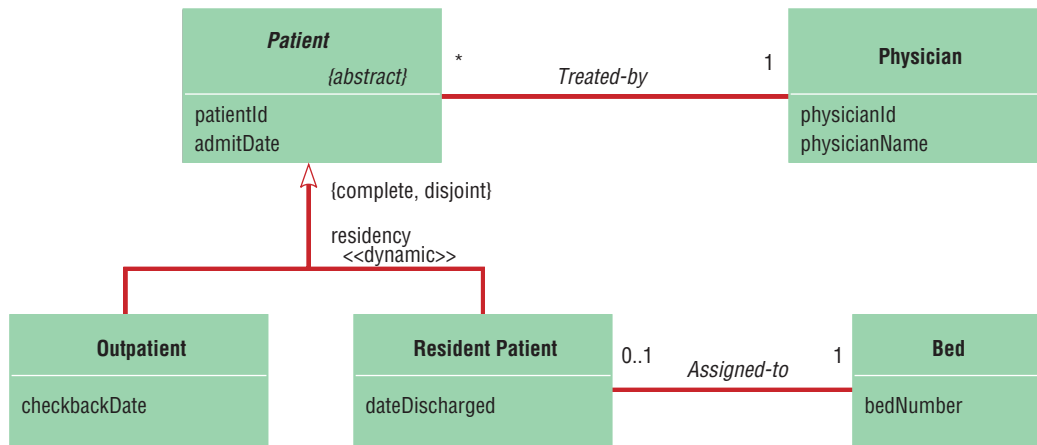 Patient
{abstract}
patientId
admitDate
*
Treated-by
1
Physician
physicianId
physicianName
{complete, disjoint}
residency
<<dynamic>>
Outpatient
checkbackDate
Resident Patient
dateDischarged
0..1
Assigned-to
1
Bed
bedNumber